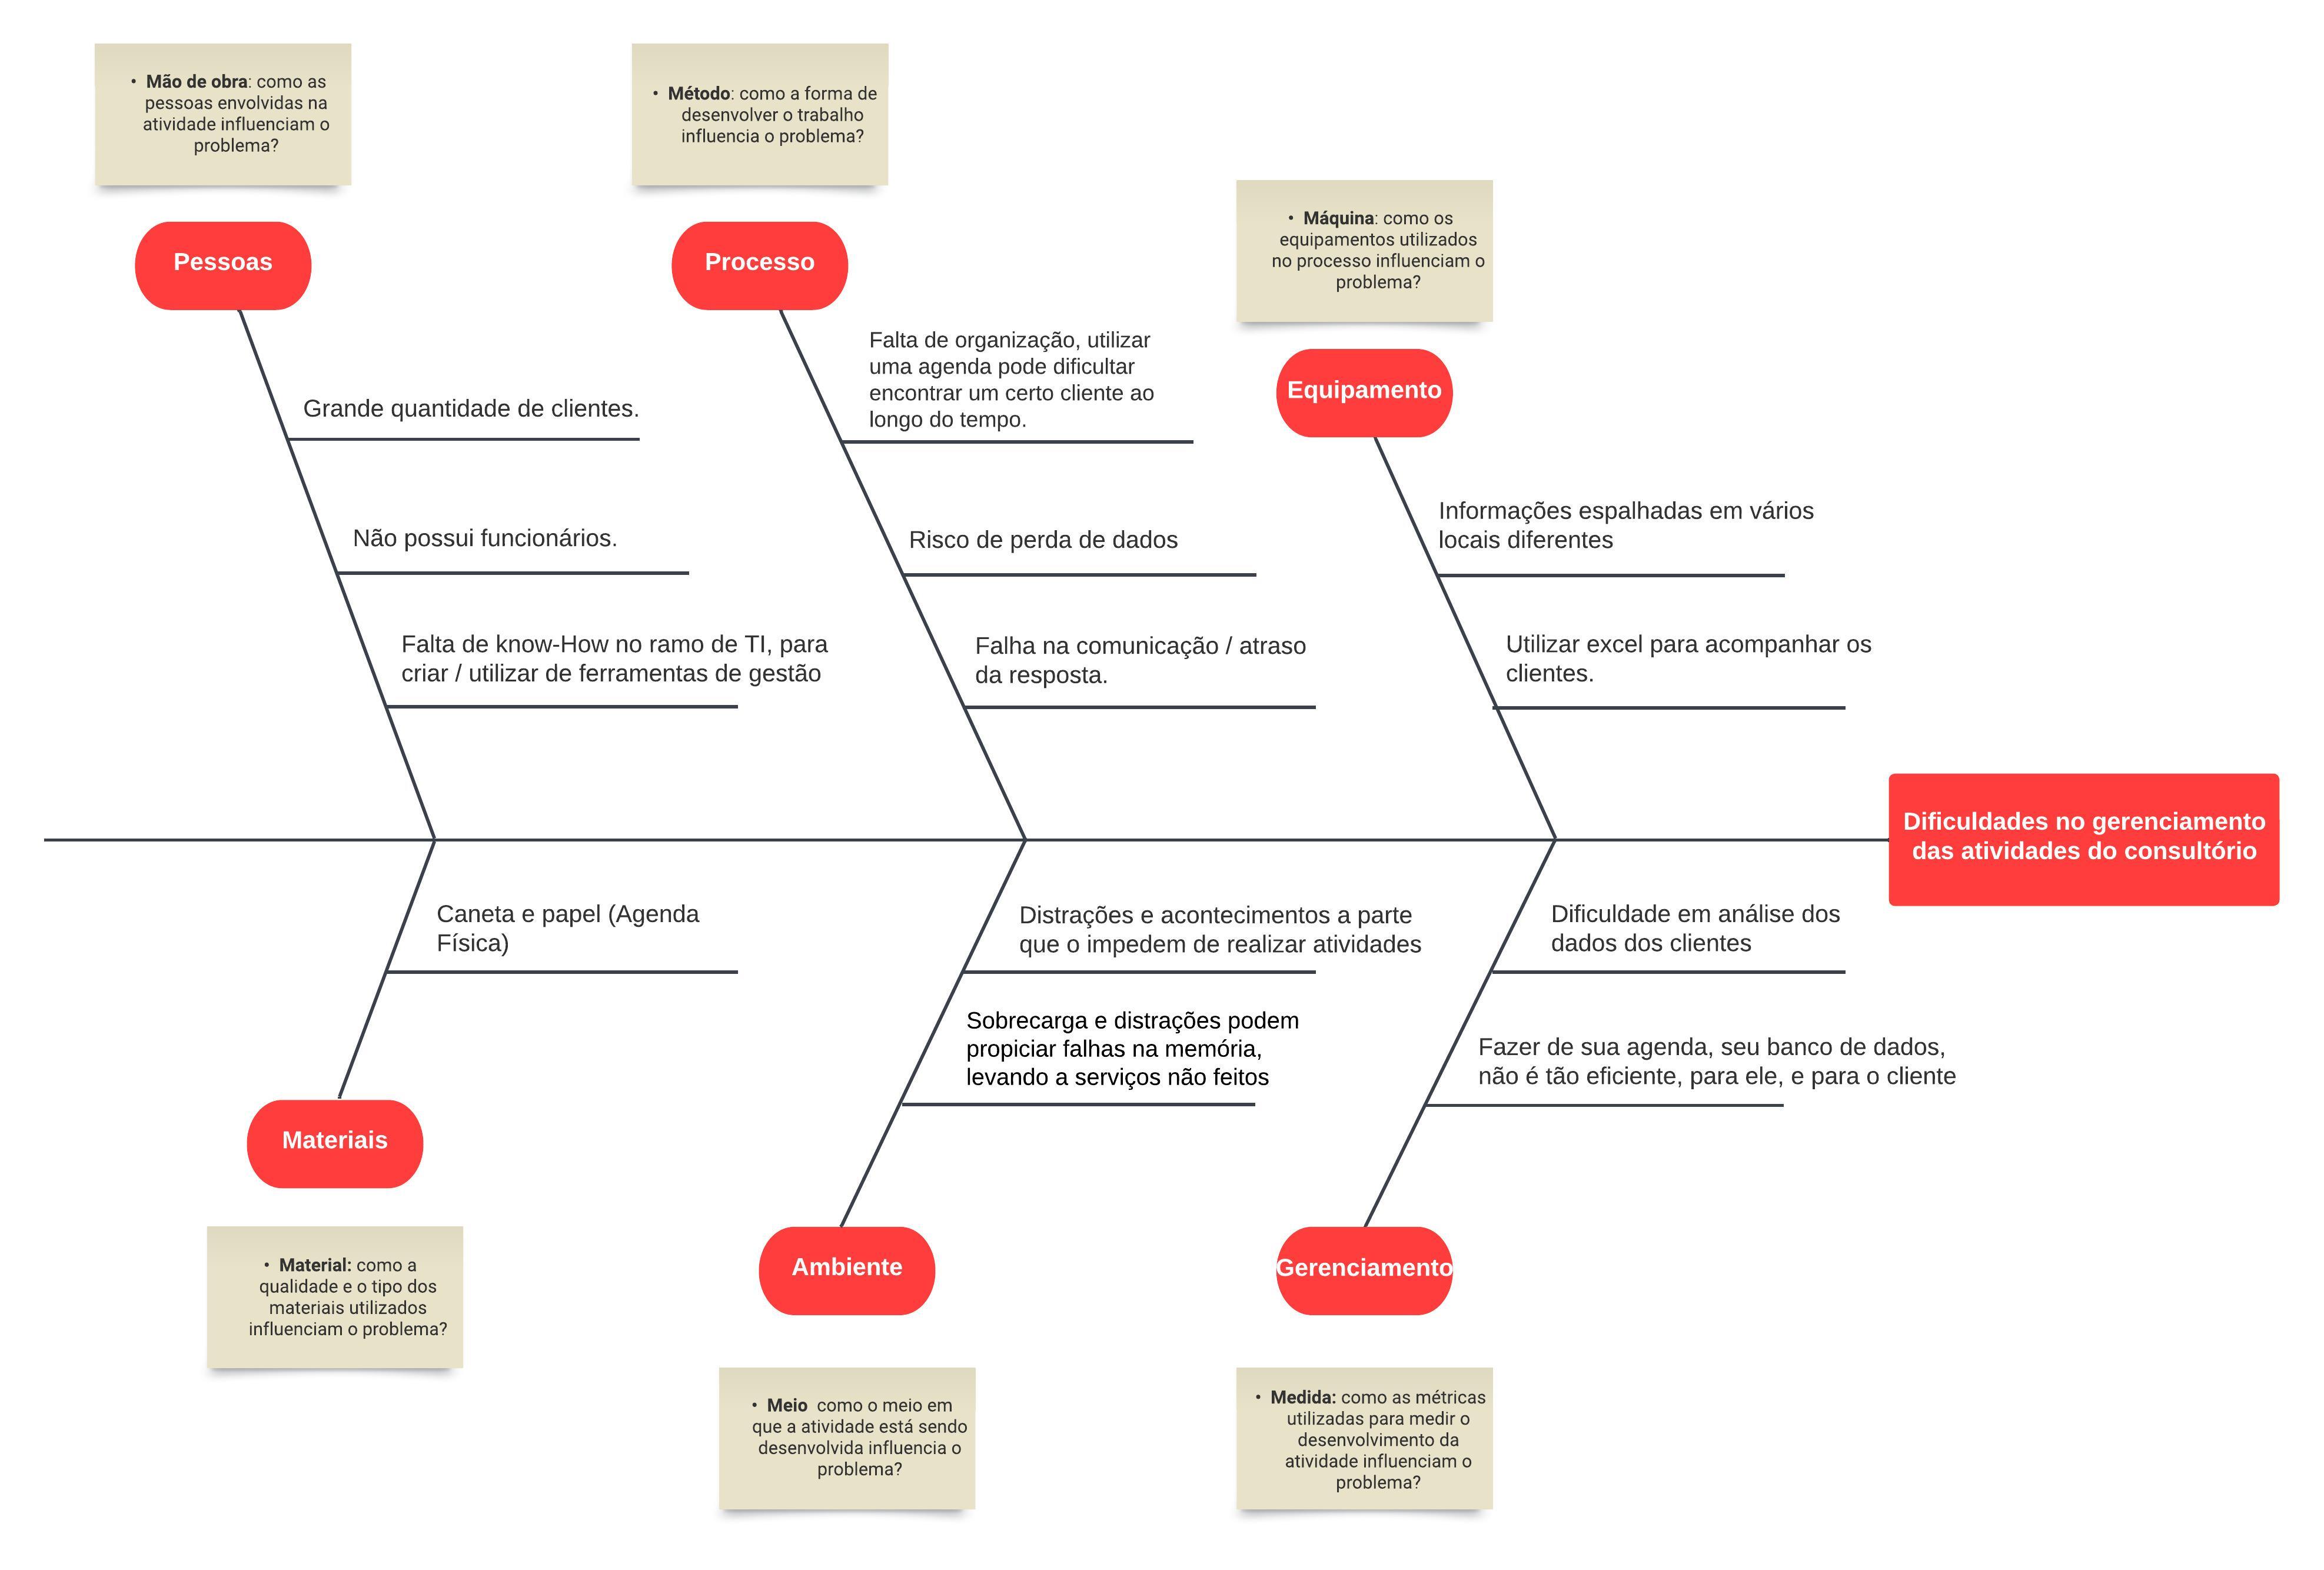 • Mão de obra: como as
pessoas envolvidas na
atividade influenciam o
problema?
• Método: como a forma de
desenvolver o trabalho
influencia o problema?
• Máquina: como os
equipamentos utilizados
no processo influenciam o
problema?
Pessoas
Processo
Equipamento
Grande quantidade de clientes.
Não possui funcionários.
Falta de know-How no ramo de TI, para
criar / utilizar de ferramentas de gestão
Falta de organização, utilizar
uma agenda pode dificultar
encontrar um certo cliente ao
longo do tempo.
Risco de perda de dados
Falha na comunicação / atraso
da resposta.
Informações espalhadas em vários
locais diferentes
Utilizar excel para acompanhar os
clientes.
Dificuldades no gerenciamento
das atividades do consultório
Caneta e papel (Agenda
Física)
Distrações e acontecimentos a parte
que o impedem de realizar atividades
Sobrecarga e distrações podem
propiciar falhas na memória,
levando a serviços não feitos
Dificuldade em análise dos
dados dos clientes
Fazer de sua agenda, seu banco de dados,
não é tão eficiente, para ele, e para o cliente
Materiais
Ambiente
Gerenciamento
• Material: como a
qualidade e o tipo dos
materiais utilizados
influenciam o problema?
• Meio como o meio em
que a atividade está sendo
desenvolvida influencia o
problema?
• Medida: como as métricas
utilizadas para medir o
desenvolvimento da
atividade influenciam o
problema?